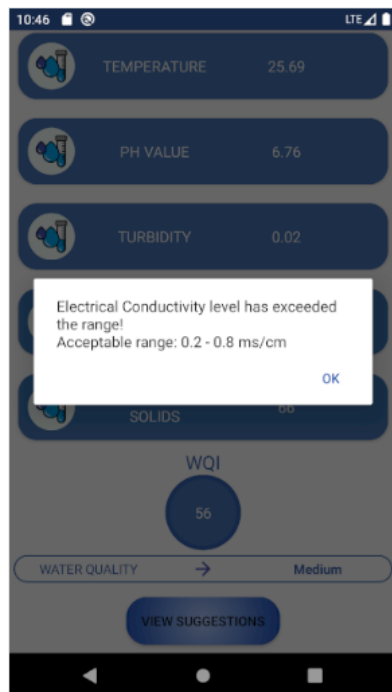 10:46
LTE
TEMPERATURE 25.69
PH VALUE 6.76
TURBIDITY 0.02
Electrical Conductivity level has exceeded
the range!
Acceptable range: 0.2 - 0.8 ms/cm
OK
SOLIDS 66
WQI
56
WATER QUALITY → Medium
VIEW SUGGESTIONS